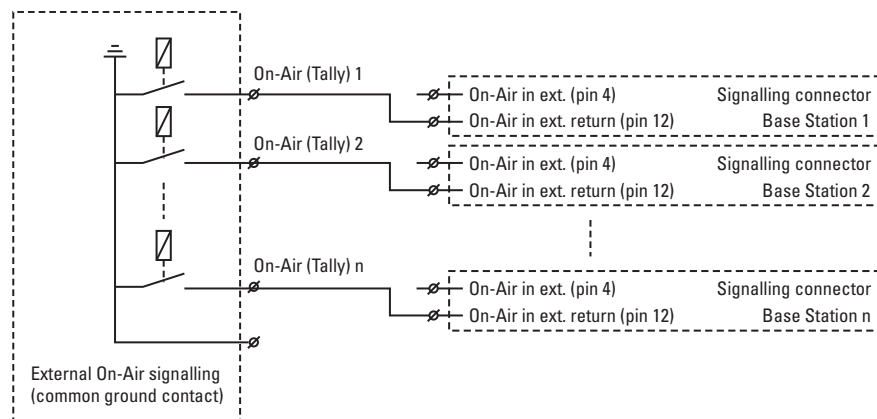 On-Air (Tally) 1
On-Air in ext. (pin 4) Signalling connector
On-Air in ext. return (pin 12) Base Station 1
On-Air (Tally) 2
On-Air in ext. (pin 4) Signalling connector
On-Air in ext. return (pin 12) Base Station 2
On-Air (Tally) n
On-Air in ext. (pin 4) Signalling connector
On-Air in ext. return (pin 12) Base Station n
External On-Air signalling
(common ground contact)